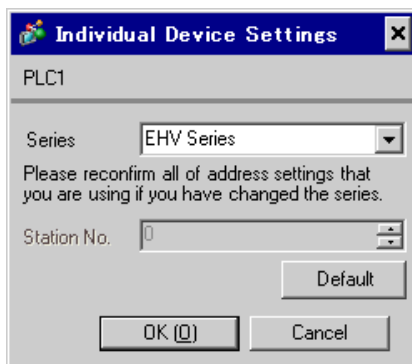 Individual Device Settings
PLC1
Series EHV Series
Please reconfirm all of address settings that
you are using if you have changed the series.
Station No. 0
Default
OK (O) Cancel